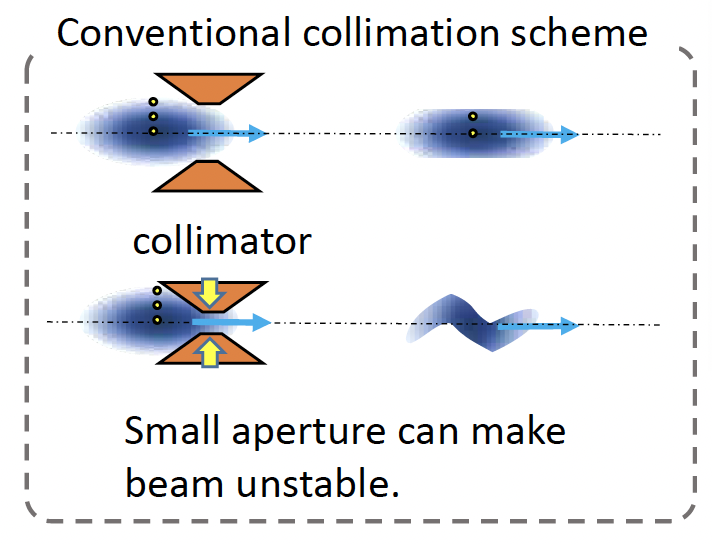 Conventional collimation scheme
collimator
Small aperture can make
beam unstable.